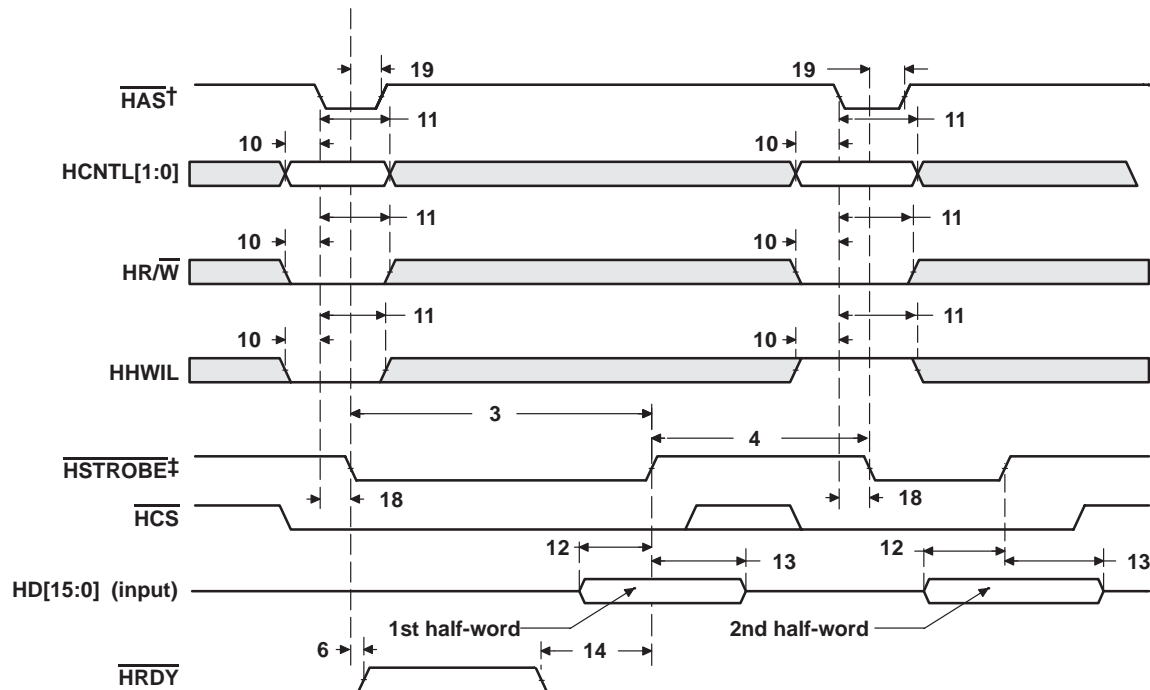 19 19
HAS†
11 11
10 10
HCNTL[1:0]
11 11
10 10
HR/W
11 11
10 10
HHWIL
3
4
HSTROBE‡
18 18
HCS
12 12
13 13
HD[15:0] (input)
1st half-word 2nd half-word
6 14
HRDY